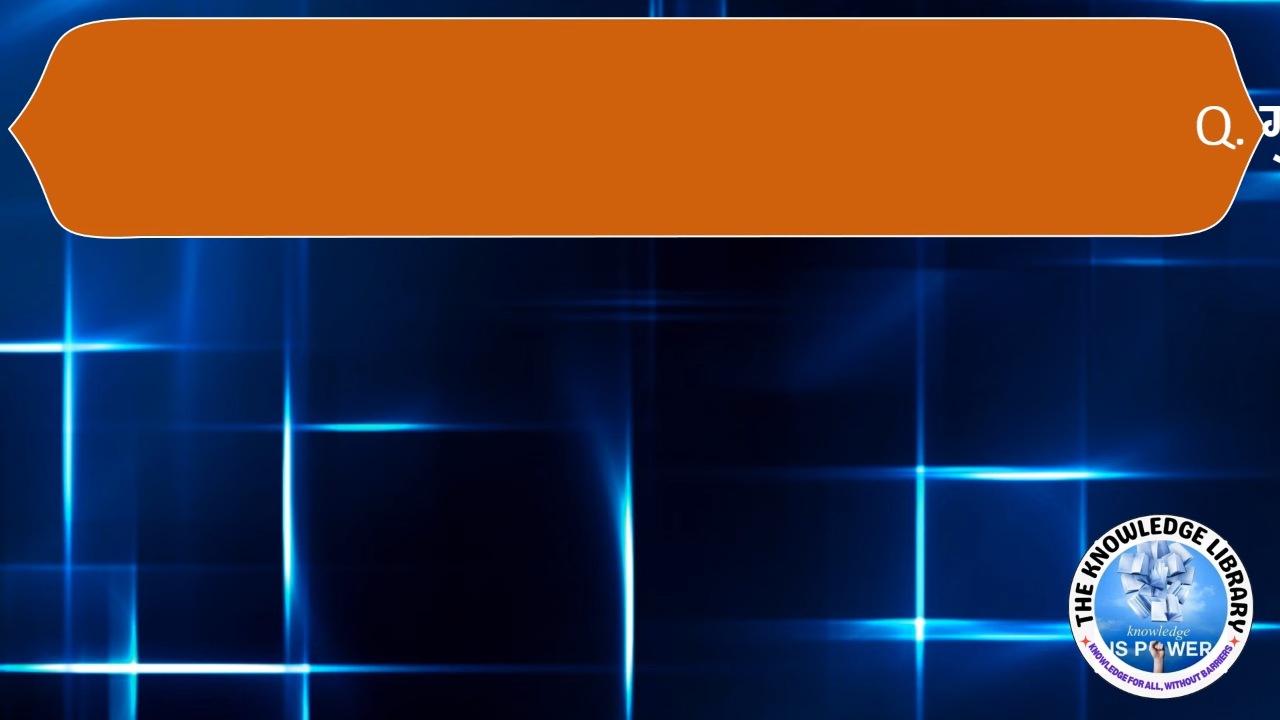 Q.
THE KNOWLEDGE LIBRARY
knowledge
IS POWER
KNOWLEDGE FOR ALL, WITHOUT BARRIERS